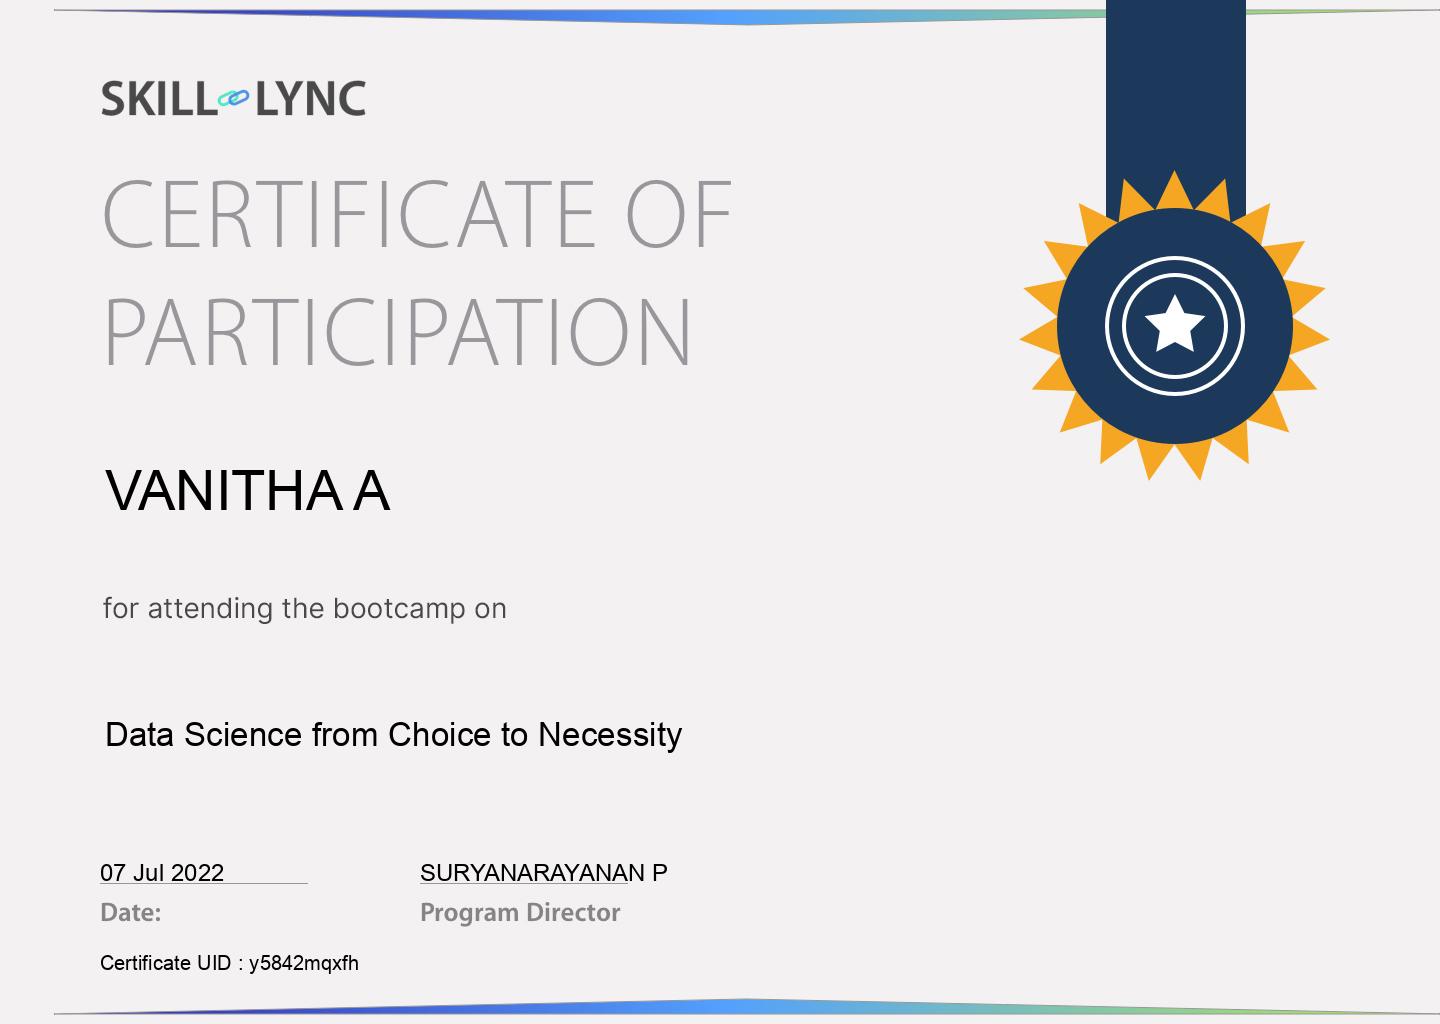 SKILL LYNC
CERTIFICATE OF
PARTICIPATION
VANITHA A
for attending the bootcamp on
Data Science from Choice to Necessity
07 Jul 2022
SURYANARAYANAN P
Date:
Program Director
Certificate UID : y5842mqxfh